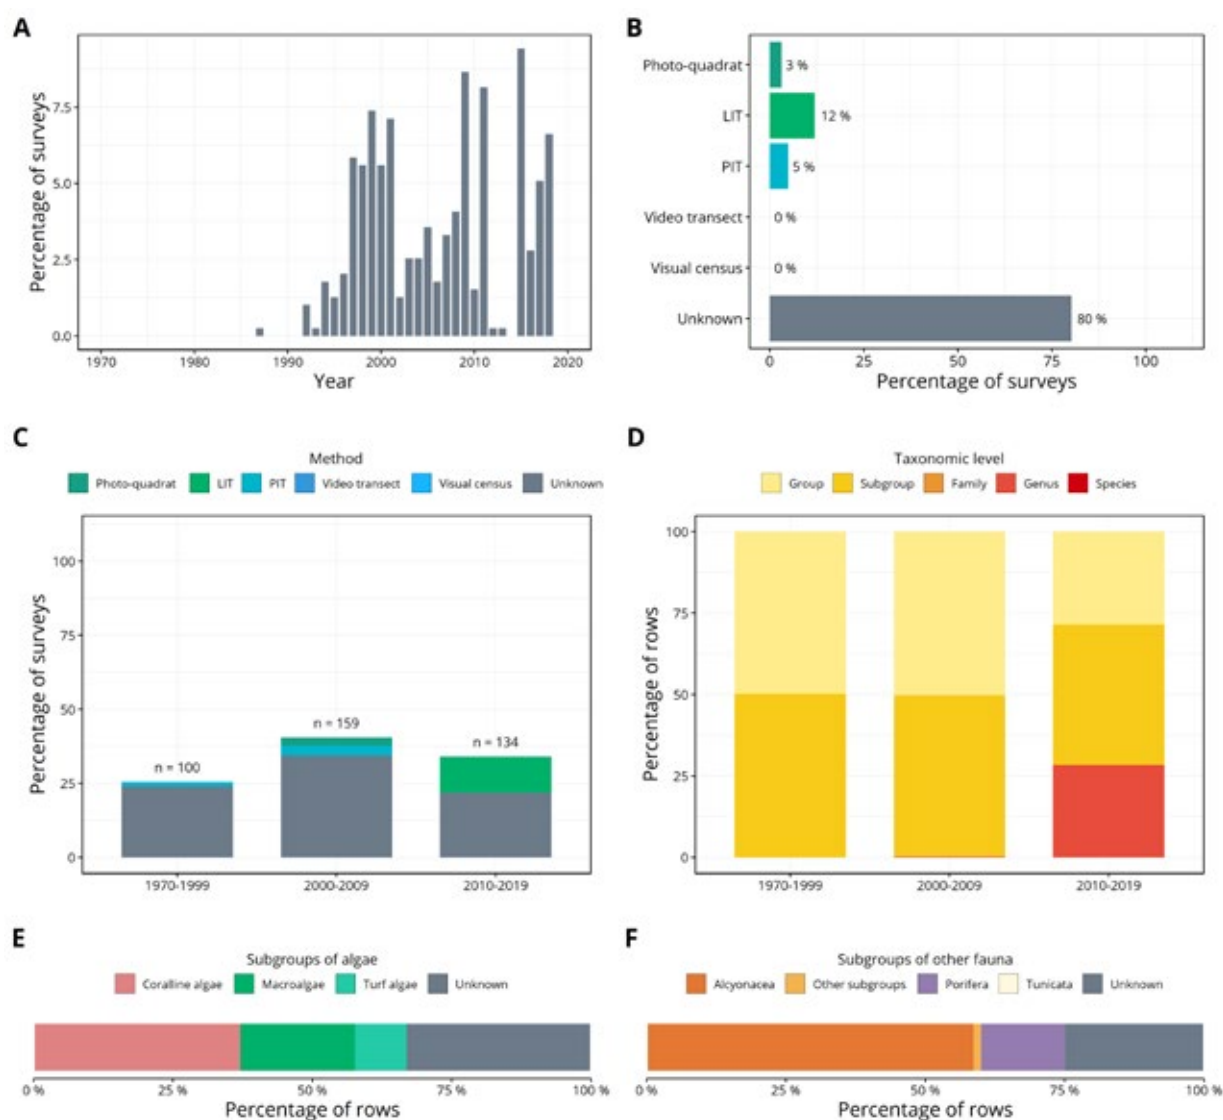 A
Percentage of surveys
7.5
5.0
2.5
0.0
1970 1980 1990 2000 2010 2020
Year
B
Photo-quadrat 3 %
LIT 12 %
PIT 5 %
Video transect 0 %
Visual census 0 %
Unknown 80 %
0 25 50 75 100
Percentage of surveys
C
Method
Photo-quadrat LIT PIT Video transect Visual census Unknown
Percentage of surveys
100
75
50
25
0
n = 100
n = 159
n = 134
1970-1999 2000-2009 2010-2019
D
Taxonomic level
Group Subgroup Family Genus Species
Percentage of rows
100
75
50
25
0
1970-1999 2000-2009 2010-2019
E
Subgroups of algae
Coralline algae Macroalgae Turf algae Unknown
0 % 25 % 50 % 75 % 100 %
Percentage of rows
F
Subgroups of other fauna
Alcyonacea Other subgroups Porifera Tunicata Unknown
0 % 25 % 50 % 75 % 100 %
Percentage of rows